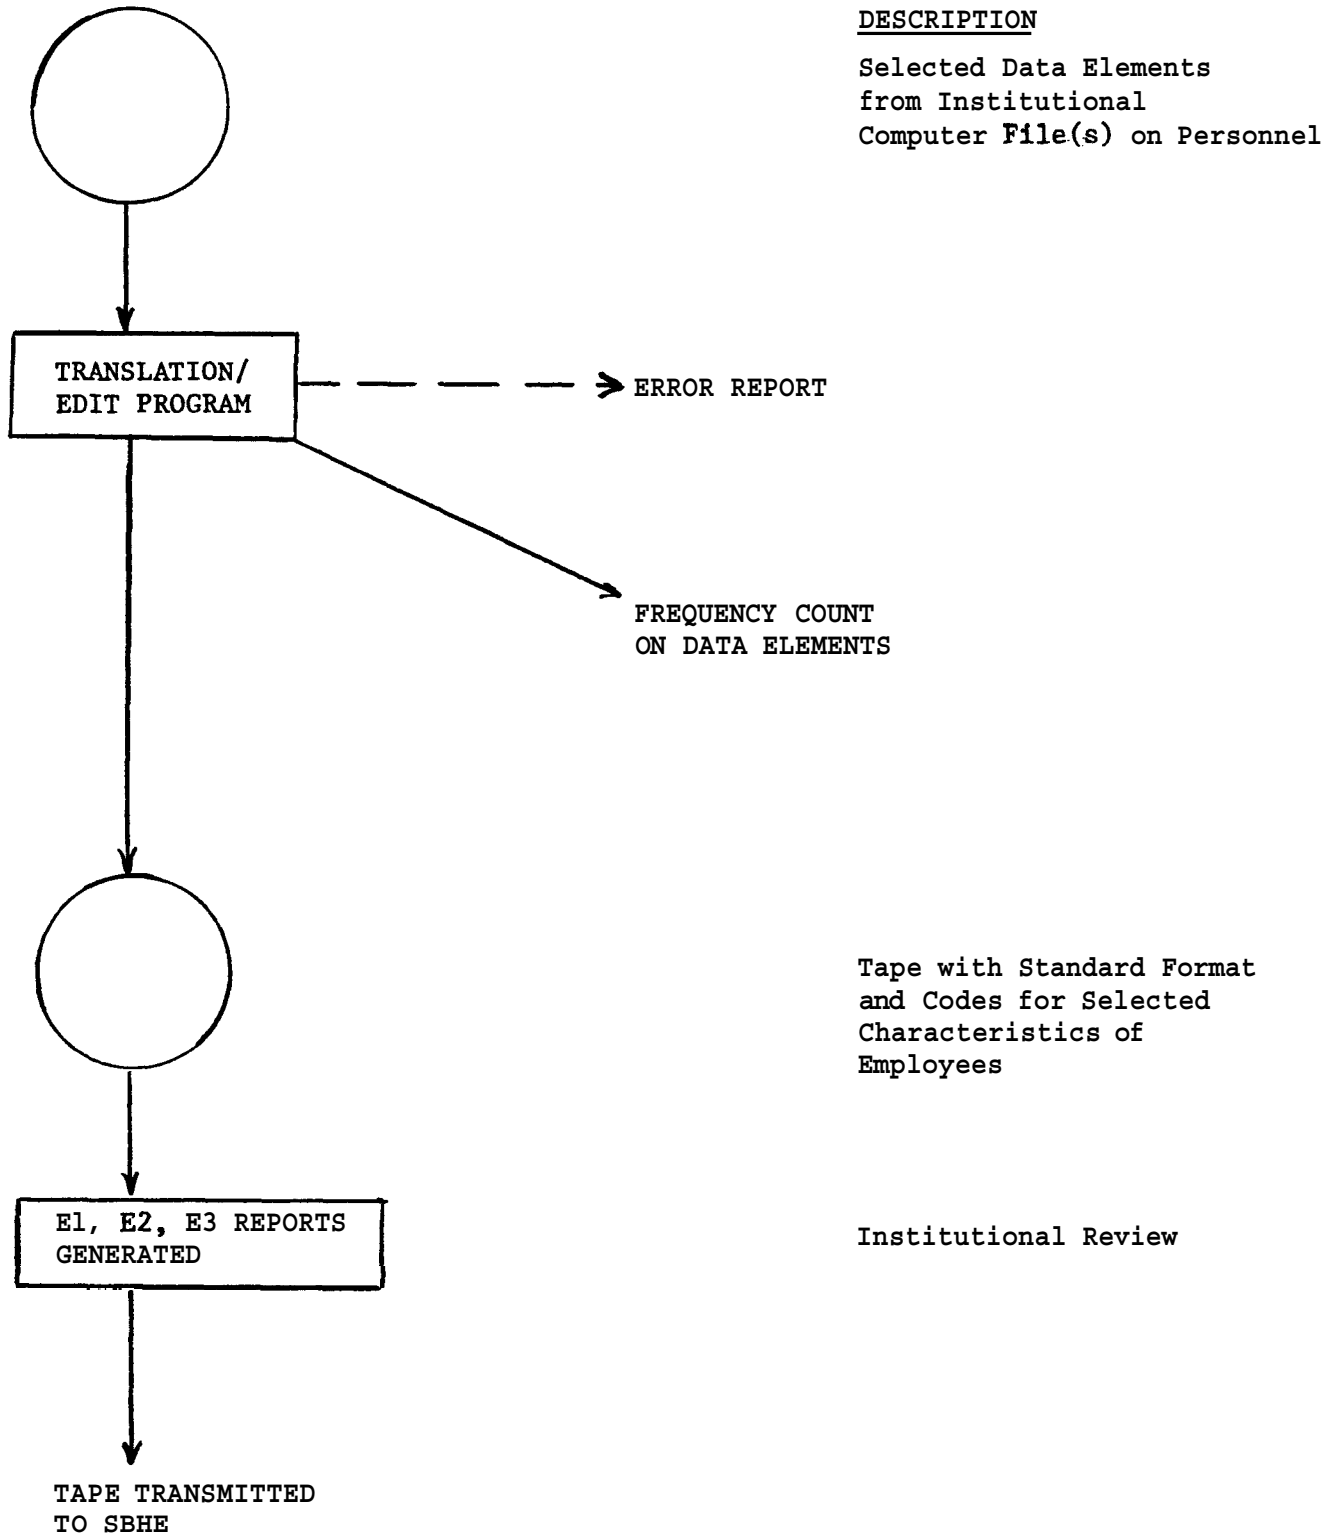 DESCRIPTION
Selected Data Elements
from Institutional
Computer File(s) on Personnel
TRANSLATION/
EDIT PROGRAM
ERROR REPORT
FREQUENCY COUNT
ON DATA ELEMENTS
Tape with Standard Format
and Codes for Selected
Characteristics of
Employees
E1, E2, E3 REPORTS
GENERATED
Institutional Review
TAPE TRANSMITTED
TO SBHE